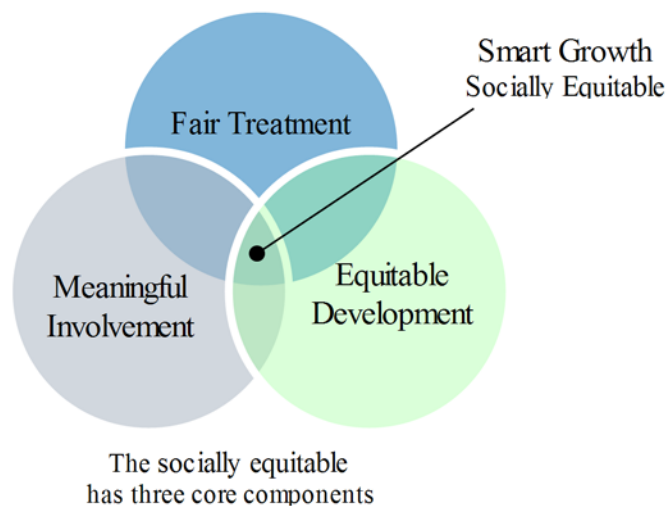 Smart Growth
Socially Equitable
Fair Treatment
Meaningful
Involvement
Equitable
Development
The socially equitable
has three core components